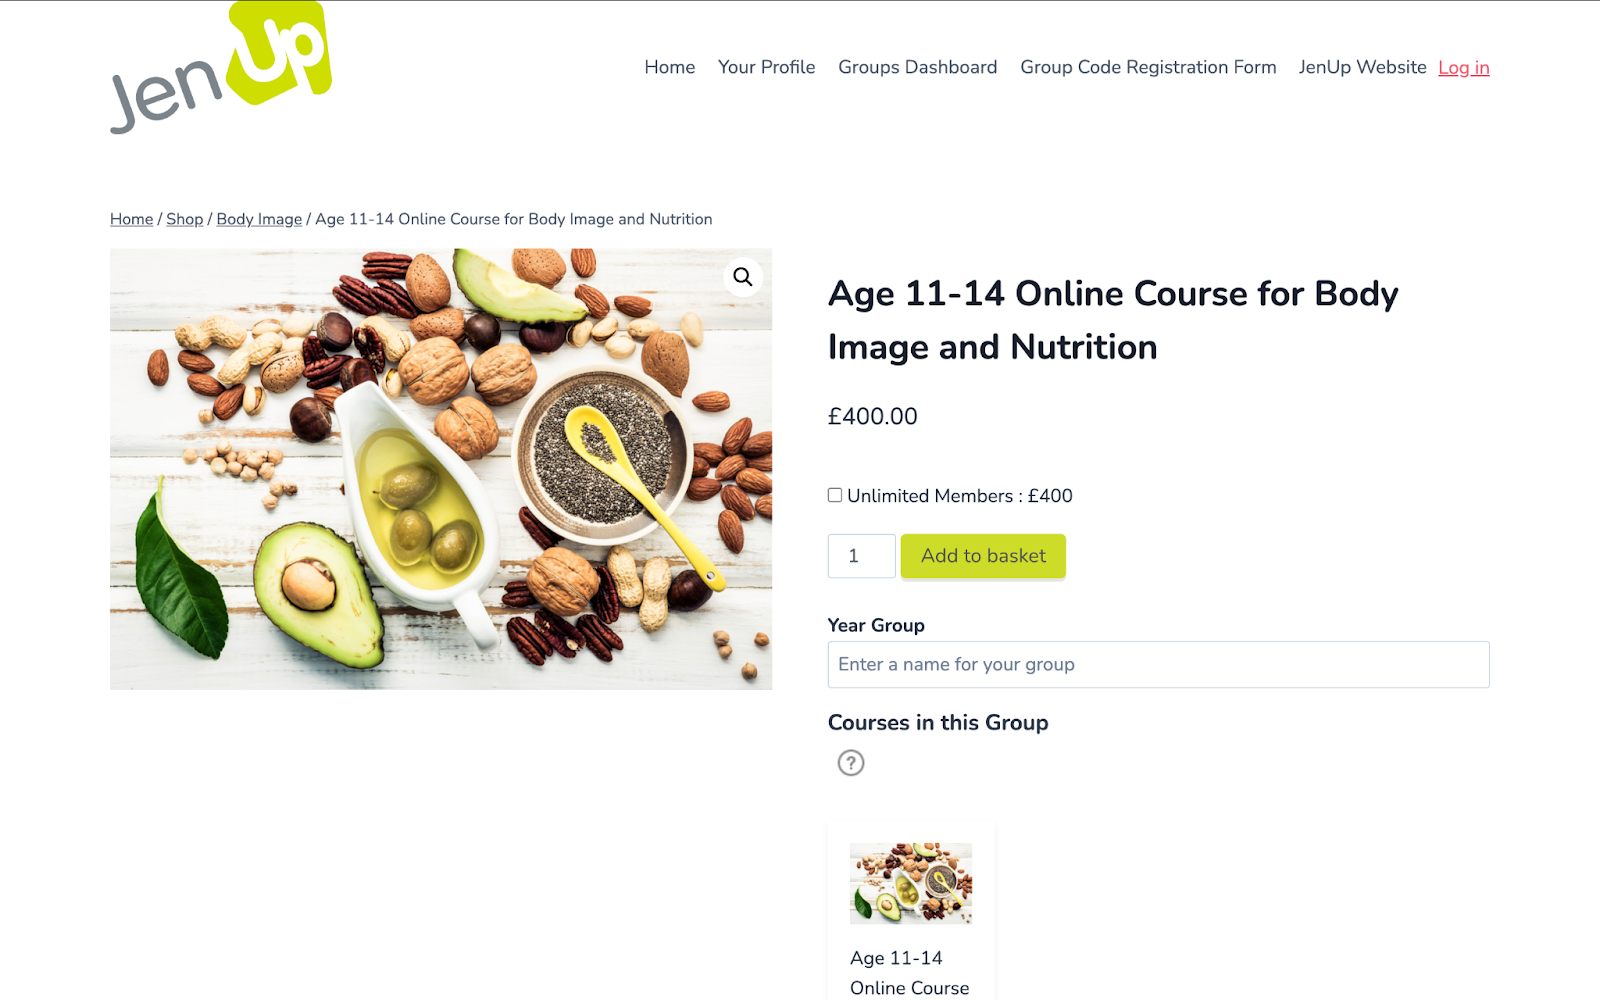 JenUp
Home Your Profile Groups Dashboard Group Code Registration Form JenUp Website Log in
Home / Shop / Body Image / Age 11-14 Online Course for Body Image and Nutrition
Age 11-14 Online Course for Body
Image and Nutrition
£400.00
Unlimited Members : £400
1 Add to basket
Year Group
Enter a name for your group
Courses in this Group
?
Age 11-14
Online Course